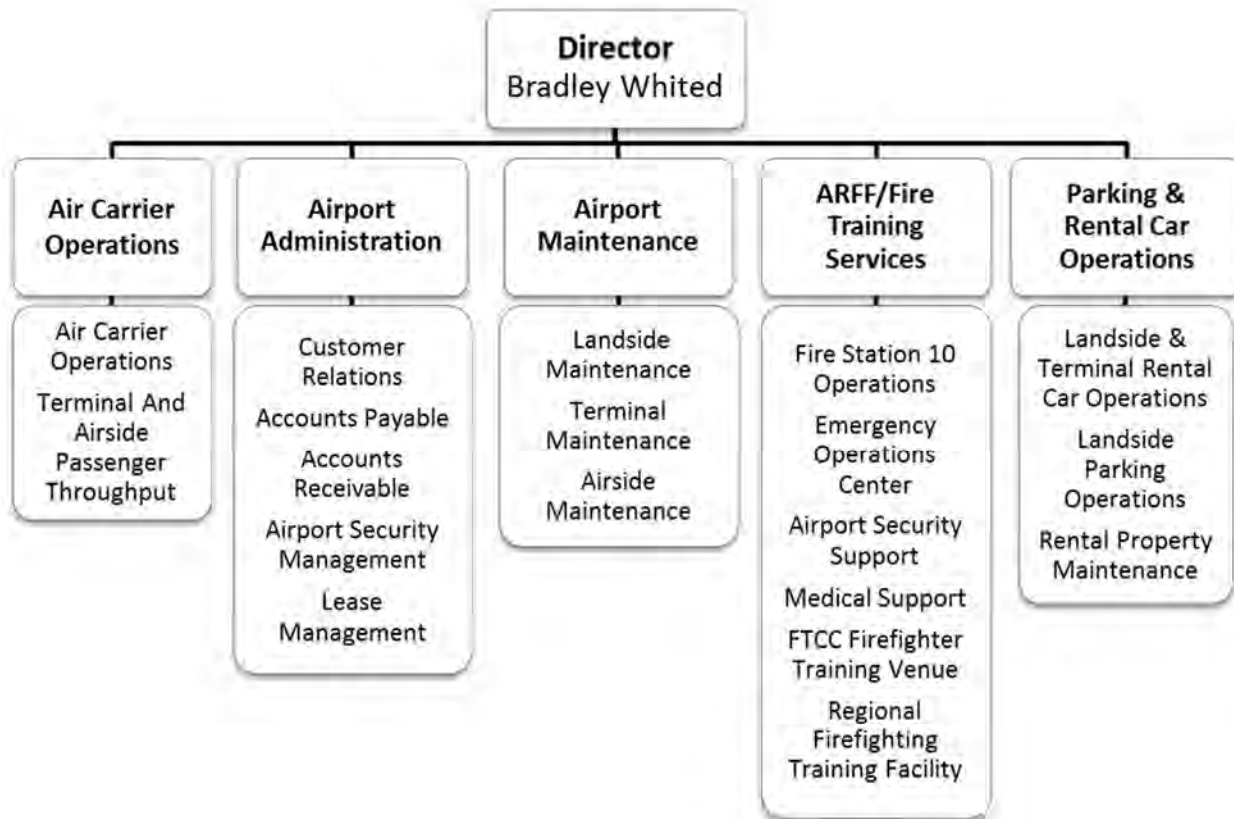 Director
Bradley Whited
Air Carrier
Operations
Airport
Administration
Airport
Maintenance
ARFF/Fire
Training
Services
Parking &
Rental Car
Operations
Air Carrier
Operations
Terminal And
Airside
Passenger
Throughput
Customer
Relations
Accounts Payable
Accounts
Receivable
Airport Security
Management
Lease
Management
Landside
Maintenance
Terminal
Maintenance
Airside
Maintenance
Fire Station 10
Operations
Emergency
Operations
Center
Airport Security
Support
Medical Support
FTCC Firefighter
Training Venue
Regional
Firefighting
Training Facility
Landside &
Terminal Rental
Car Operations
Landside
Parking
Operations
Rental Property
Maintenance